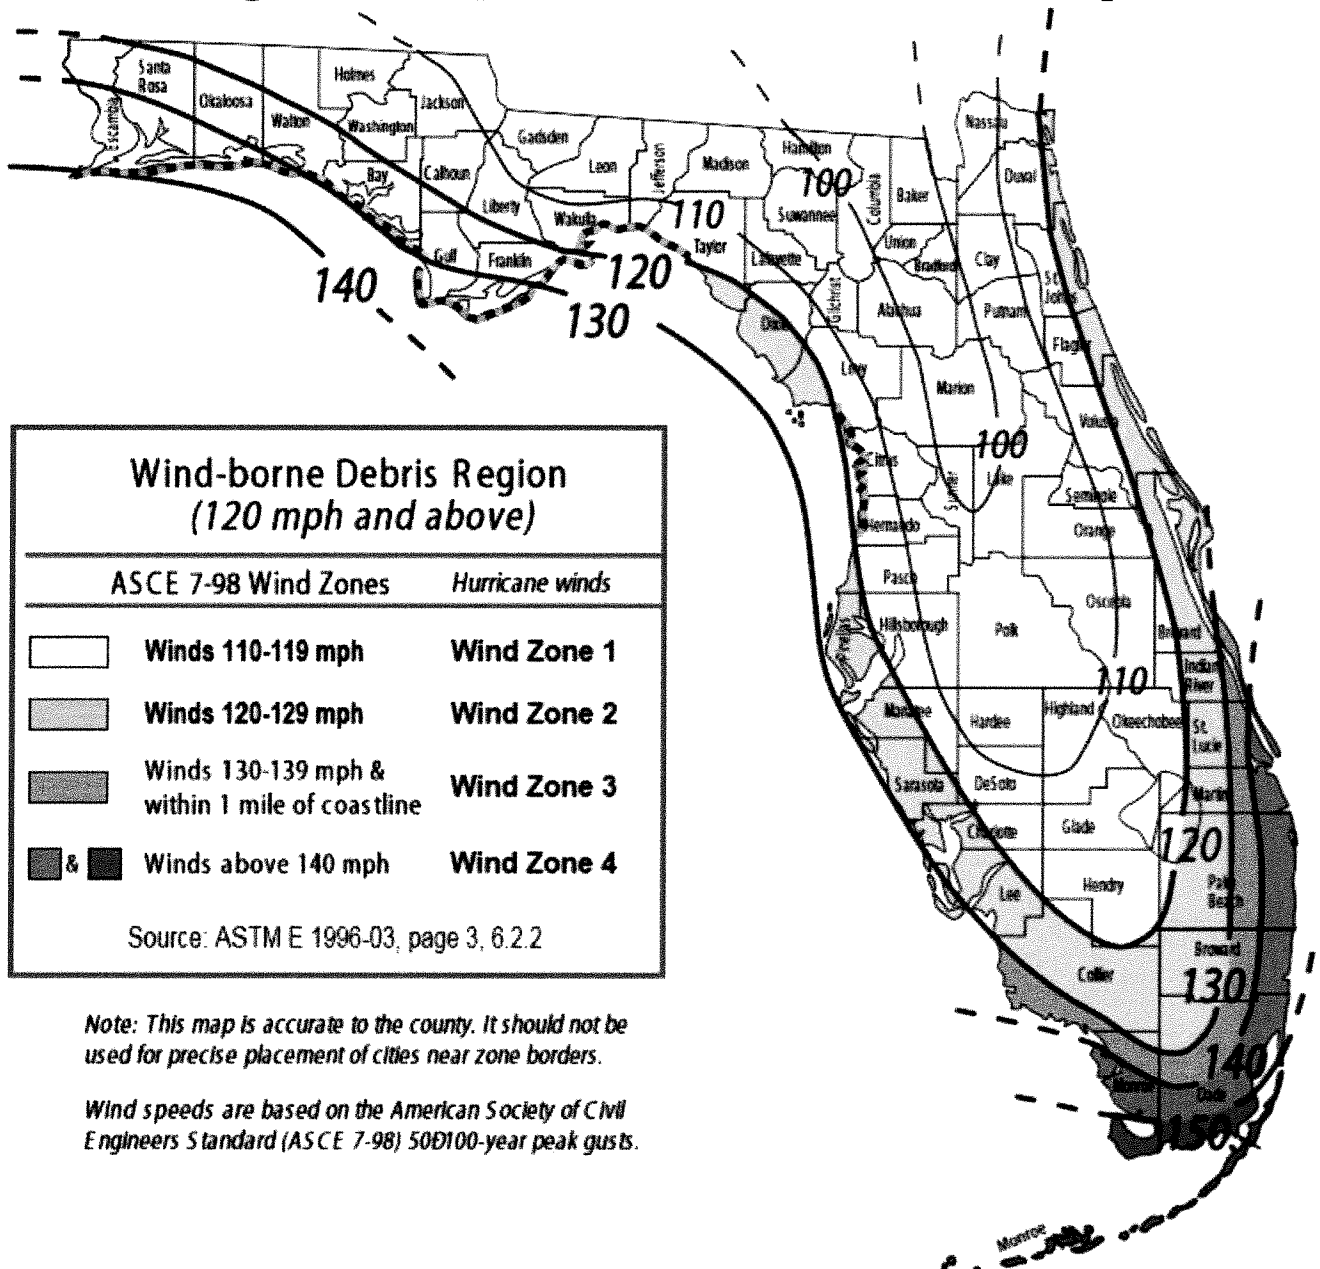 Santa
Rosa
Escambia
Okaloosa
Walton
Holmes
Washington
Jackson
Bay
Calhoun
Gulf
Liberty
Franklin
Gadsden
Leon
Wakulla
Jefferson
Madison
Taylor
Hamilton
Suwannee
Lafayette
Columbia
Baker
Nassau
Duval
Union
Bradford
Clay
St.
Johns
Gilchrist
Alachua
Putnam
Dixie
Levy
Marion
Flagler
Volusia
Citrus
Sumter
Lake
Seminole
Orange
Hernando
Pasco
Pinellas
Hillsborough
Polk
Osceola
Brevard
Indian
River
Manatee
Hardee
Highland
Okeechobee
St.
Lucie
Sarasota
DeSoto
Martin
Charlotte
Glade
Lee
Hendry
Palm
Beach
Collier
Broward
Monroe
Dade
Monroe
140
130
120
110
100
100
110
120
130
140
150
Wind-borne Debris Region
(120 mph and above)
ASCE 7-98 Wind Zones Hurricane winds
Winds 110-119 mph Wind Zone 1
Winds 120-129 mph Wind Zone 2
Winds 130-139 mph &
within 1 mile of coastline Wind Zone 3
& Winds above 140 mph Wind Zone 4
Source: ASTM E 1996-03, page 3, 6.2.2
Note: This map is accurate to the county. It should not be
used for precise placement of cities near zone borders.
Wind speeds are based on the American Society of Civil
Engineers Standard (ASCE 7-98) 50Ð100-year peak gusts.